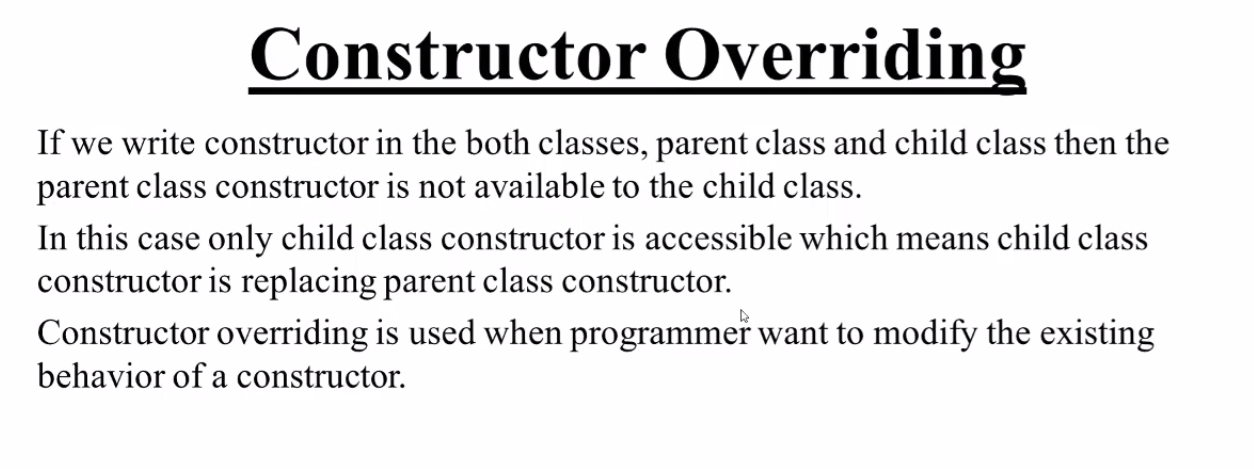 Constructor Overriding
If we write constructor in the both classes, parent class and child class then the
parent class constructor is not available to the child class.
In this case only child class constructor is accessible which means child class
constructor is replacing parent class constructor.
Constructor overriding is used when programmer want to modify the existing
behavior of a constructor.